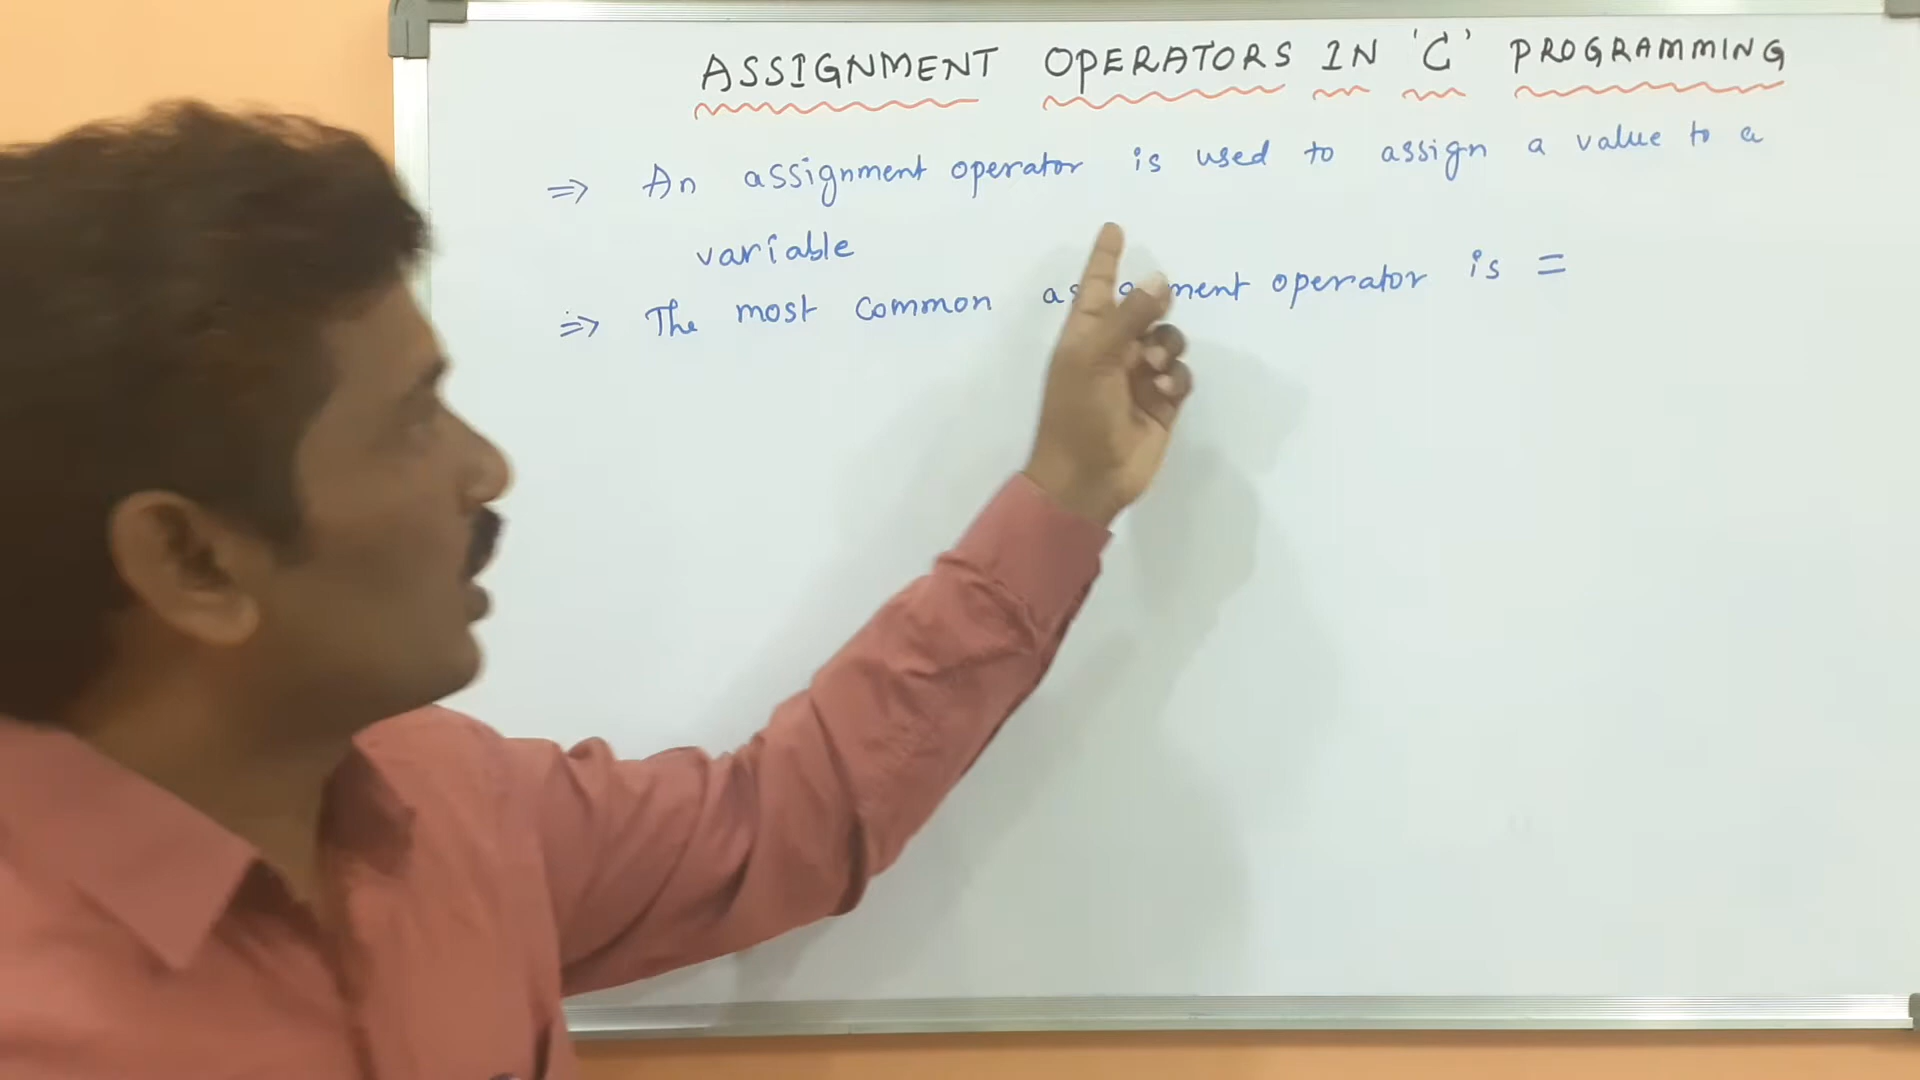 ASSIGNMENT OPERATORS IN 'C' PROGRAMMING
⇒ An assignment operator is used to assign a value to a
variable
⇒ The most common operator is =